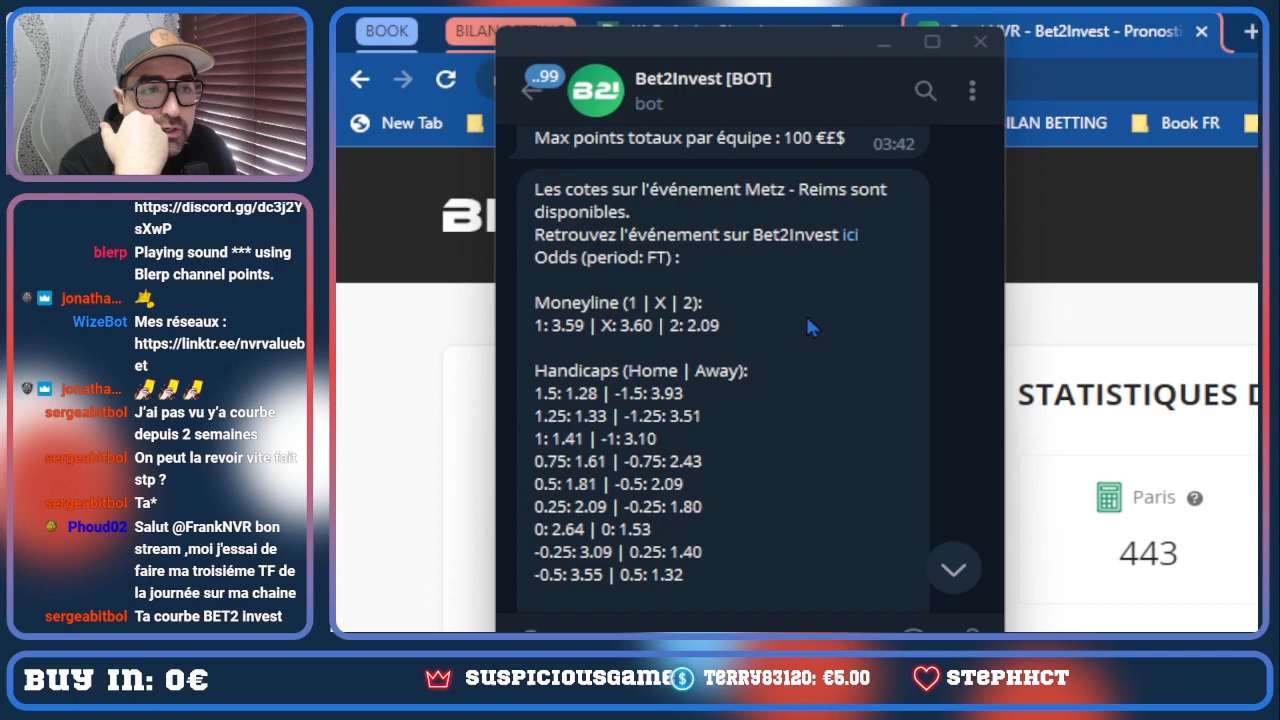 https://discord.gg/dc3j2Y
sXwP
blerp Playing sound *** using
Blerp channel points.
jonatha...
WizeBot Mes réseaux :
https://linktr.ee/nvrvalueb
et
jonatha...
sergeabitbol J'ai pas vu y'a courbe
depuis 2 semaines
sergeabitbol On peut la revoir vite fait
stp ?
sergeabitbol Ta*
Phoud02 Salut @FrankNVR bon
stream ,moi j'essai de
faire ma troisiéme TF de
la journée sur ma chaine
sergeabitbol Ta courbe BET2 invest
BOOK
BILAN BETTING
VR - Bet2Invest - Pronosti
New Tab
ILAN BETTING
Book FR
..99
B2!
Bet2Invest [BOT]
bot
Max points totaux par équipe : 100 €£$
03:42
Les cotes sur l'événement Metz - Reims sont
disponibles.
Retrouvez l'événement sur Bet2Invest ici
Odds (period: FT) :
Moneyline (1 | X | 2):
1: 3.59 | X: 3.60 | 2: 2.09
Handicaps (Home | Away):
1.5: 1.28 | -1.5: 3.93
1.25: 1.33 | -1.25: 3.51
1: 1.41 | -1: 3.10
0.75: 1.61 | -0.75: 2.43
0.5: 1.81 | -0.5: 2.09
0.25: 2.09 | -0.25: 1.80
0: 2.64 | 0: 1.53
-0.25: 3.09 | 0.25: 1.40
-0.5: 3.55 | 0.5: 1.32
STATISTIQUES D
Paris
443
BUY IN: 0€
SUSPICIOUSGAME
TERRY83120: €5.00
STEPHHCT